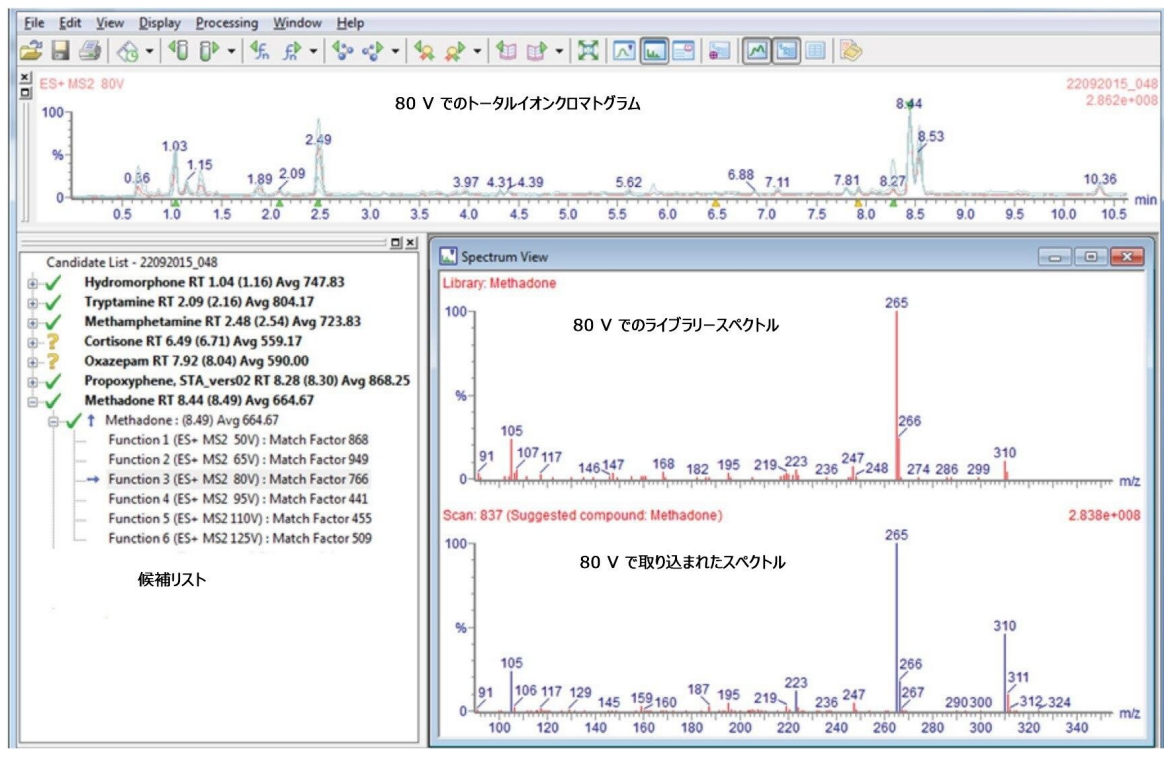 File Edit View Display Processing Window Help
ES+ MS2 80V
22092015_048
2.862e+008
80 V でのトータルイオンクロマトグラム
100
%
0
0.66
1.03
1.15
1.89
2.09
2.49
3.97
4.31
4.39
5.62
6.88
7.11
7.81
8.27
8.44
8.53
10.36
min
0.5 1.0 1.5 2.0 2.5 3.0 3.5 4.0 4.5 5.0 5.5 6.0 6.5 7.0 7.5 8.0 8.5 9.0 9.5 10.0 10.5
Candidate List - 22092015_048
Hydromorphone RT 1.04 (1.16) Avg 747.83
Tryptamine RT 2.09 (2.16) Avg 804.17
Methamphetamine RT 2.48 (2.54) Avg 723.83
Cortisone RT 6.49 (6.71) Avg 559.17
Oxazepam RT 7.92 (8.04) Avg 590.00
Propoxyphene, STA_vers02 RT 8.28 (8.30) Avg 868.25
Methadone RT 8.44 (8.49) Avg 664.67
Methadone : (8.49) Avg 664.67
Function 1 (ES+ MS2 50V) : Match Factor 868
Function 2 (ES+ MS2 65V) : Match Factor 949
Function 3 (ES+ MS2 80V) : Match Factor 766
Function 4 (ES+ MS2 95V) : Match Factor 441
Function 5 (ES+ MS2 110V) : Match Factor 455
Function 6 (ES+ MS2 125V) : Match Factor 509
候補リスト
Spectrum View
Library: Methadone
80 V でのライブラリースペクトル
100
%
0
91
105
107
117
146
147
168
182
195
219
223
236
247
248
265
266
274
286
299
310
m/z
Scan: 837 (Suggested compound: Methadone)
2.838e+008
80 V で取り込まれたスペクトル
100
%
0
91
105
106
117
129
145
159
160
187
195
219
223
236
247
265
266
267
290
300
310
311
312
324
m/z
100 120 140 160 180 200 220 240 260 280 300 320 340